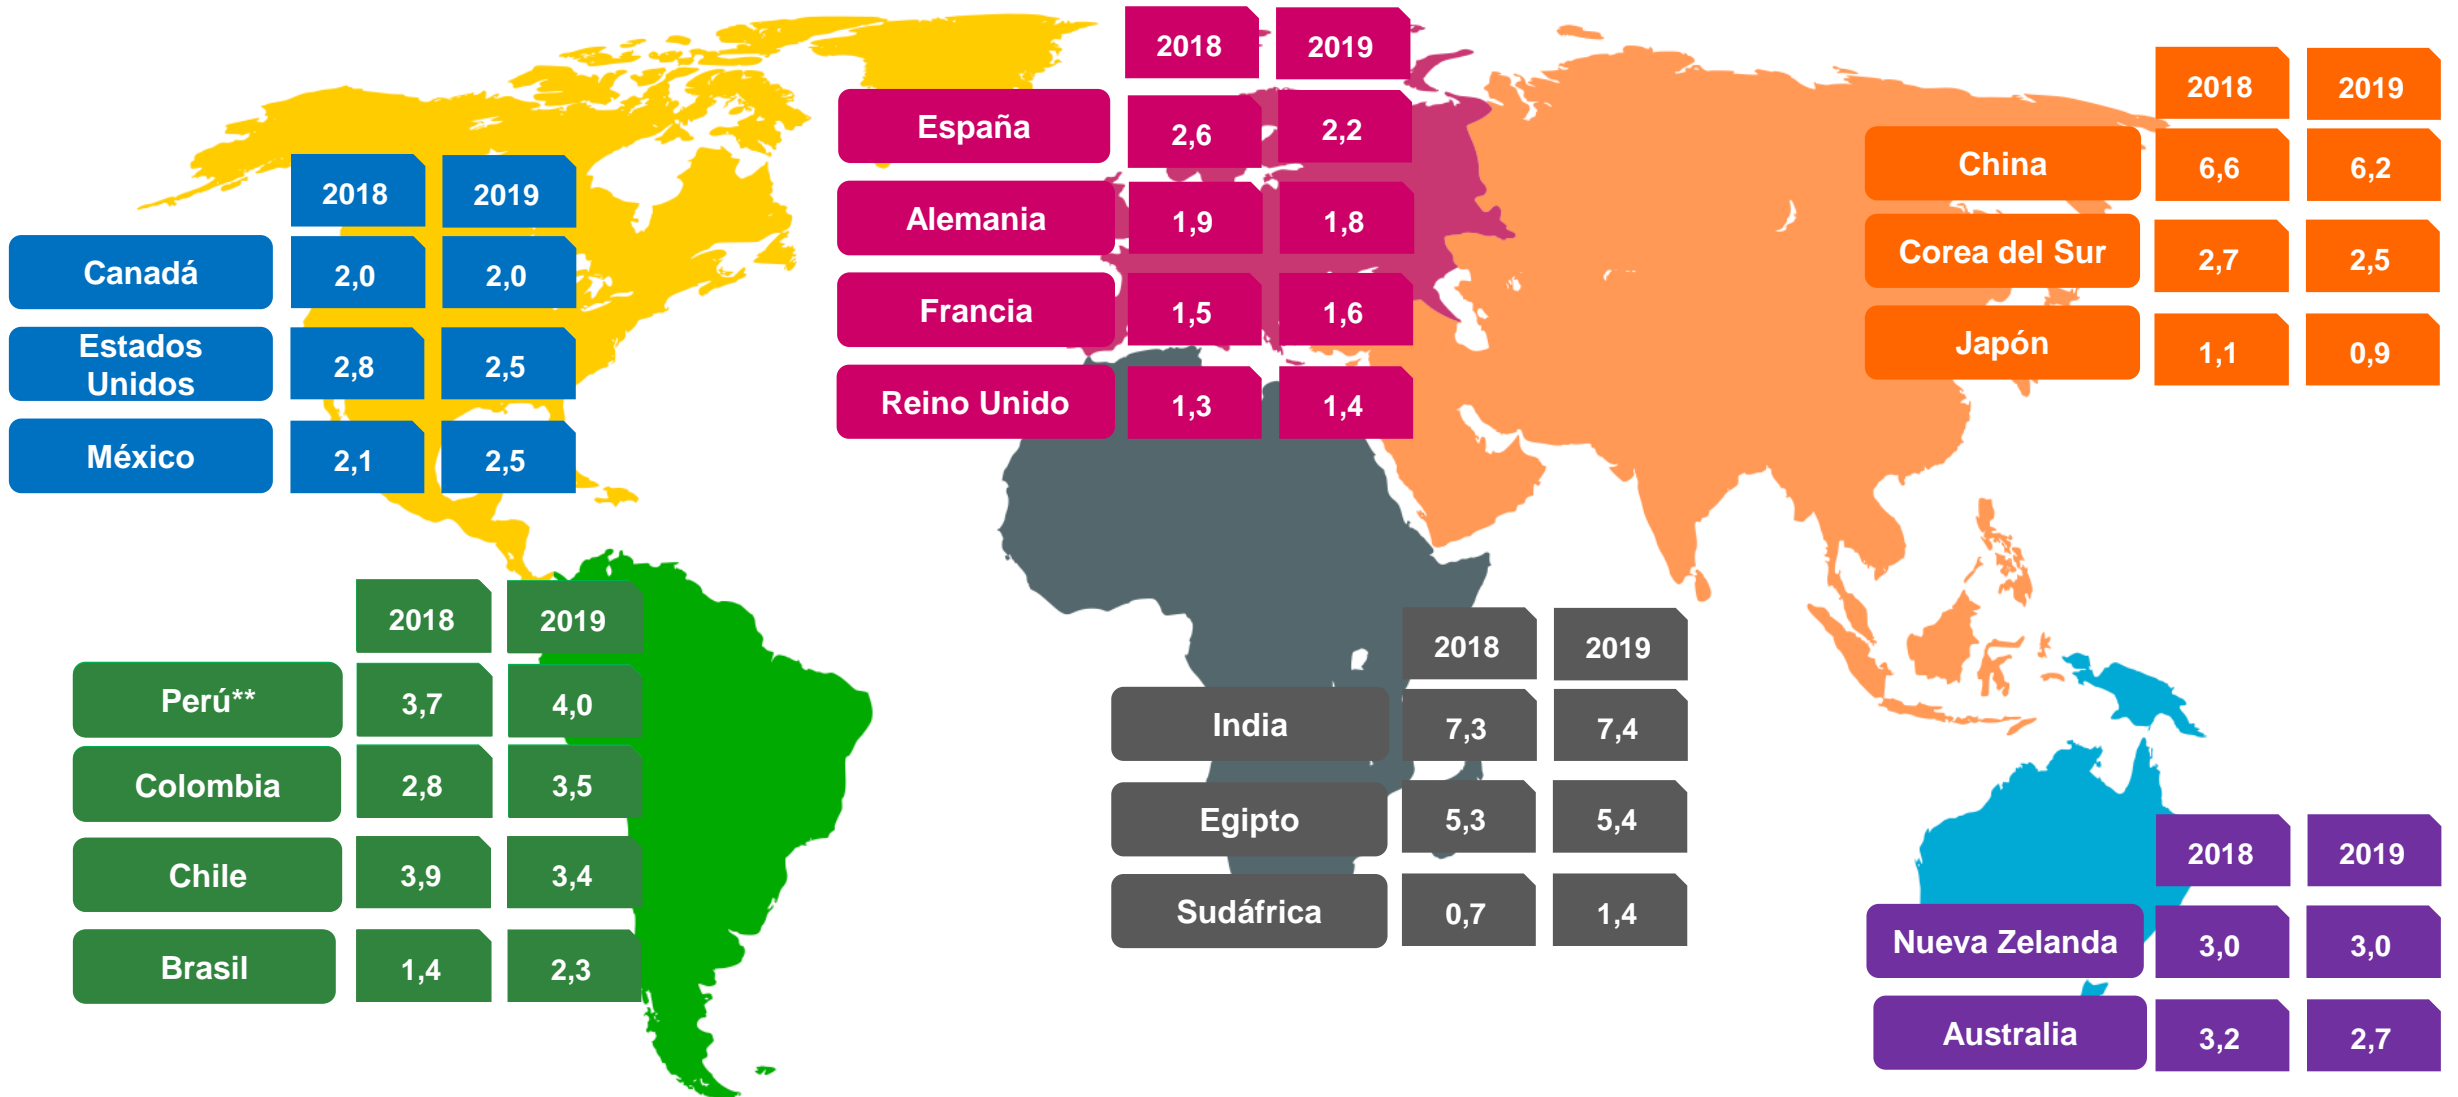 2018 2019
Canadá 2,0 2,0
Estados
Unidos 2,8 2,5
México 2,1 2,5
2018 2019
España 2,6 2,2
Alemania 1,9 1,8
Francia 1,5 1,6
Reino Unido 1,3 1,4
2018 2019
China 6,6 6,2
Corea del Sur 2,7 2,5
Japón 1,1 0,9
2018 2019
Perú** 3,7 4,0
Colombia 2,8 3,5
Chile 3,9 3,4
Brasil 1,4 2,3
2018 2019
India 7,3 7,4
Egipto 5,3 5,4
Sudáfrica 0,7 1,4
2018 2019
Nueva Zelanda 3,0 3,0
Australia 3,2 2,7